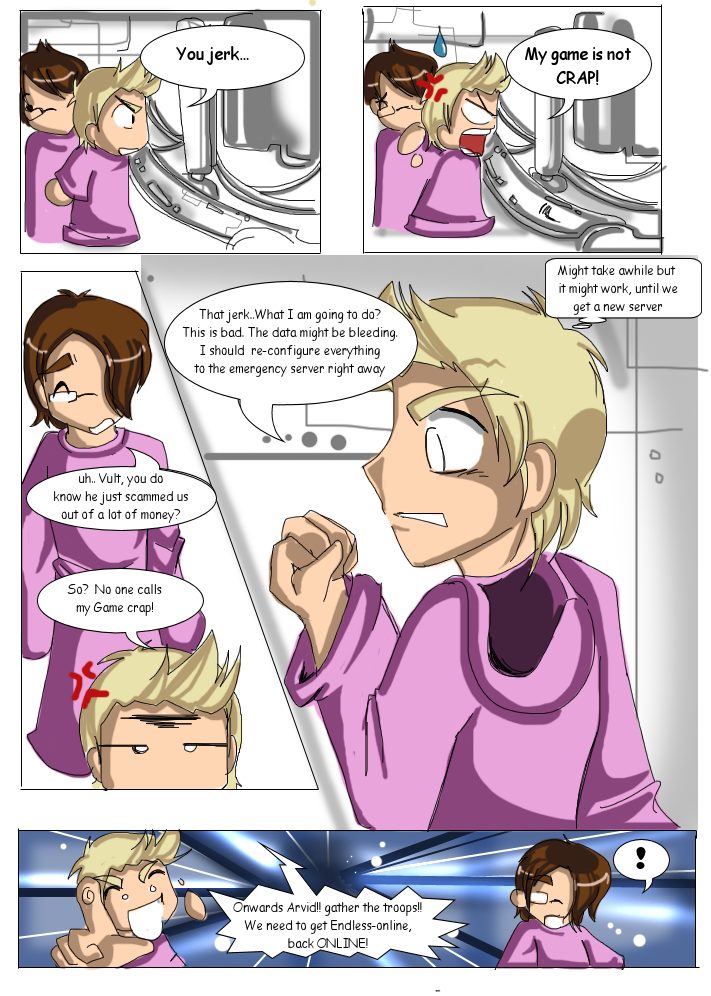 You jerk...
My game is not
CRAP!
uh.. Vult, you do
know he just scammed us
out of a lot of money?
So? No one calls
my Game crap!
That jerk..What I am going to do?
This is bad. The data might be bleeding.
I should re-configure everything
to the emergency server right away
Might take awhile but
it might work, until we
get a new server
Onwards Arvid!! gather the troops!!
We need to get Endless-online,
back ONLINE!
!